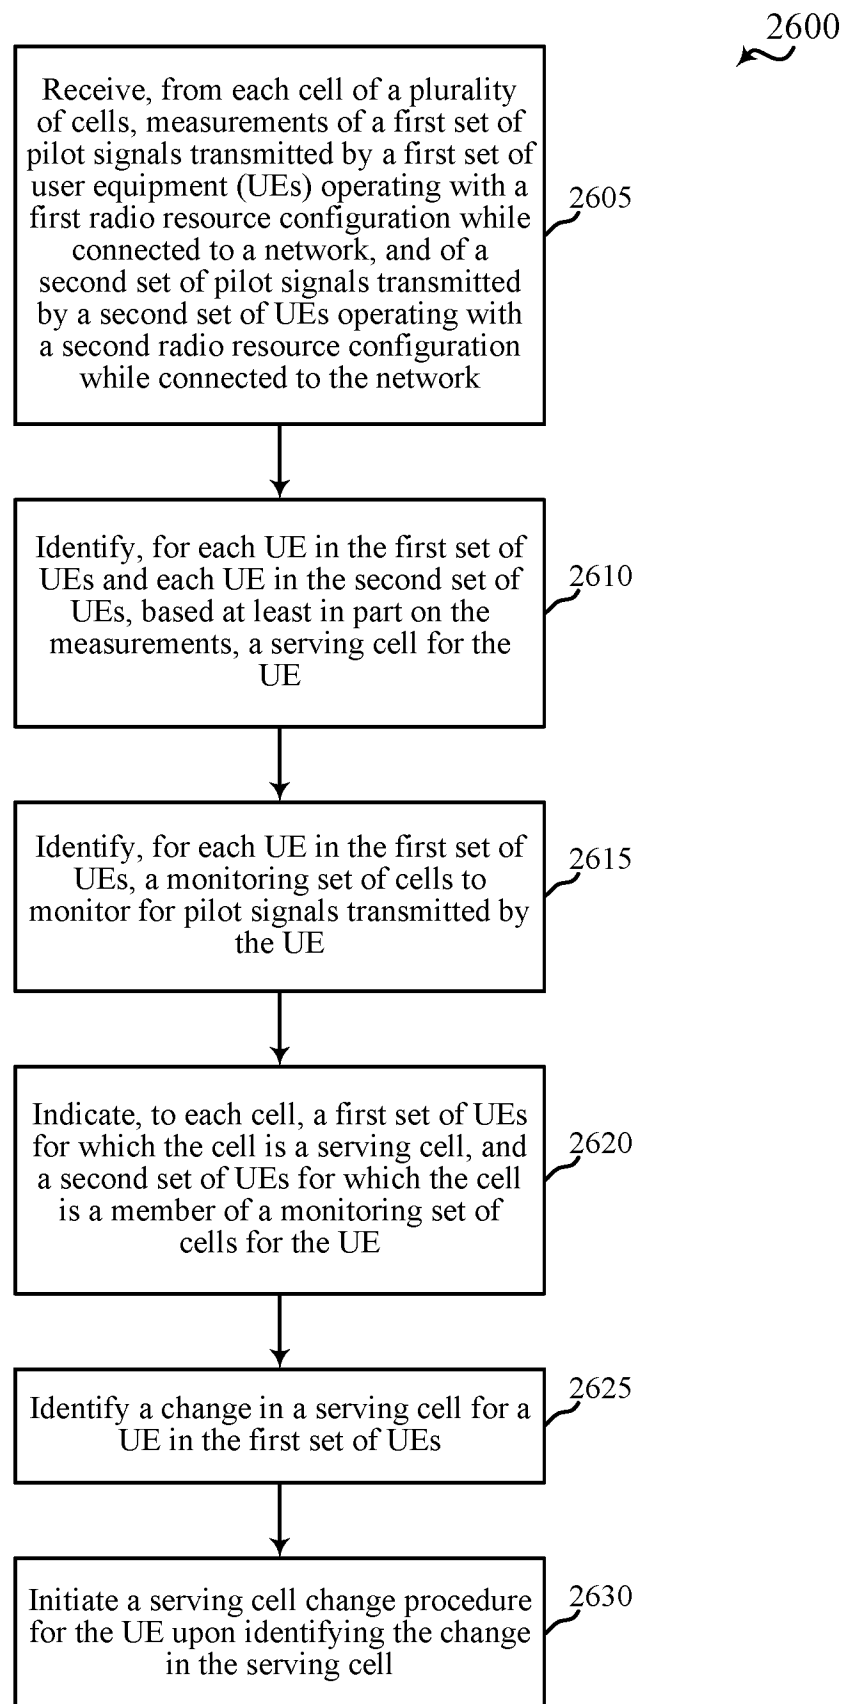 2600
Receive, from each cell of a plurality
of cells, measurements of a first set of
pilot signals transmitted by a first set of
user equipment (UEs) operating with a
first radio resource configuration while
connected to a network, and of a
second set of pilot signals transmitted
by a second set of UEs operating with
a second radio resource configuration
while connected to the network
2605
Identify, for each UE in the first set of
UEs and each UE in the second set of
UEs, based at least in part on the
measurements, a serving cell for the
UE
2610
Identify, for each UE in the first set of
UEs, a monitoring set of cells to
monitor for pilot signals transmitted by
the UE
2615
Indicate, to each cell, a first set of UEs
for which the cell is a serving cell, and
a second set of UEs for which the cell
is a member of a monitoring set of
cells for the UE
2620
Identify a change in a serving cell for a
UE in the first set of UEs
2625
Initiate a serving cell change procedure
for the UE upon identifying the change
in the serving cell
2630